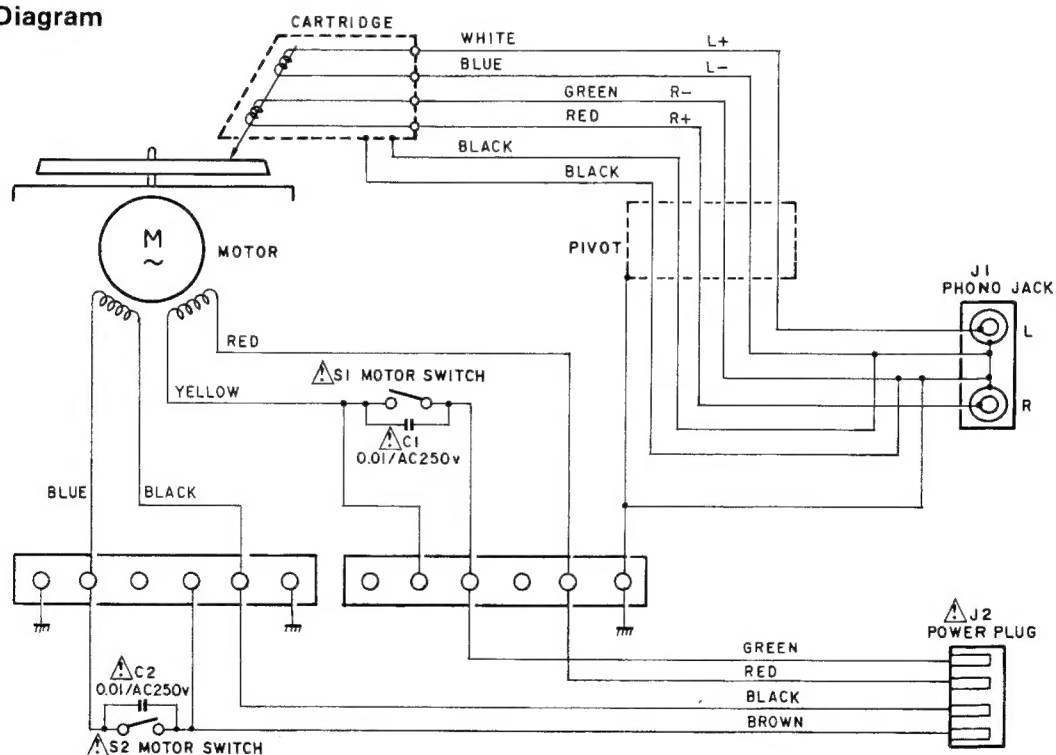 Diagram
CARTRIDGE
WHITE L+
BLUE L-
GREEN R-
RED R+
BLACK
BLACK
PIVOT
M
~
MOTOR
J1
PHONO JACK
L
R
RED
YELLOW
S1 MOTOR SWITCH
C1
0.01/AC250v
BLUE
BLACK
J2
POWER PLUG
GREEN
RED
BLACK
BROWN
C2
0.01/AC250v
S2 MOTOR SWITCH